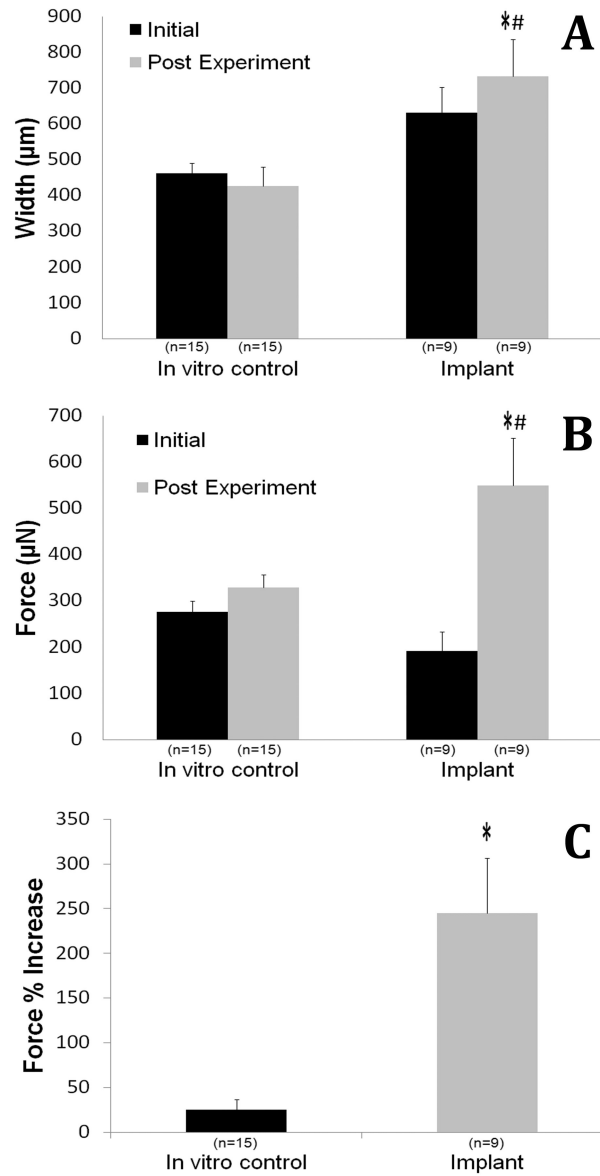 A
Initial
Post Experiment
*#
Width (µm)
900
800
700
600
500
400
300
200
100
0
(n=15) (n=15) (n=9) (n=9)
In vitro control Implant
B
Initial
Post Experiment
*#
Force (µN)
700
600
500
400
300
200
100
0
(n=15) (n=15) (n=9) (n=9)
In vitro control Implant
C
*
Force % Increase
350
300
250
200
150
100
50
0
(n=15) (n=9)
In vitro control Implant